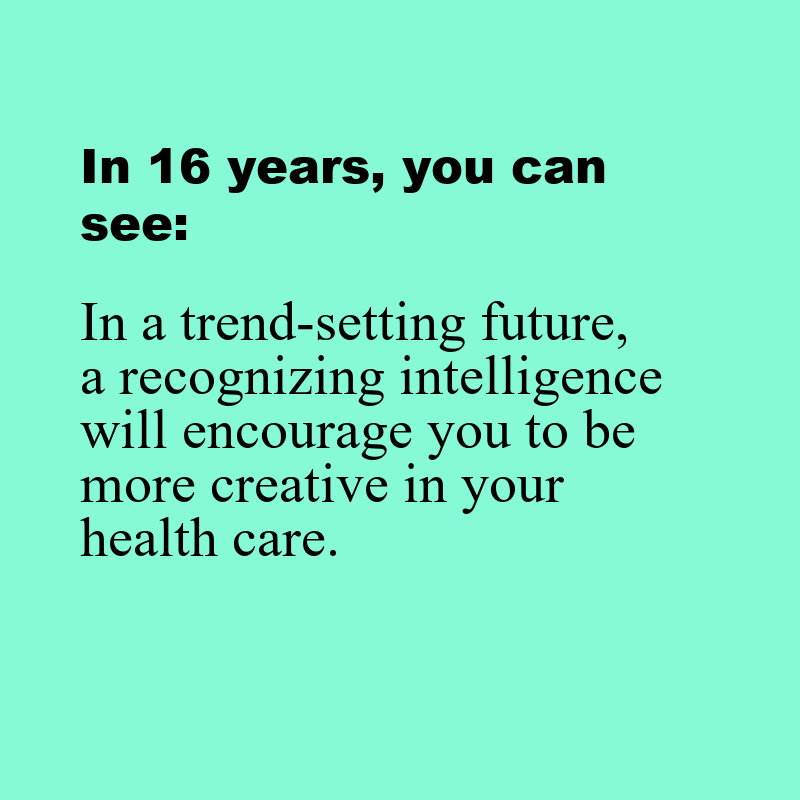 In 16 years, you can
see:
In a trend-setting future,
a recognizing intelligence
will encourage you to be
more creative in your
health care.